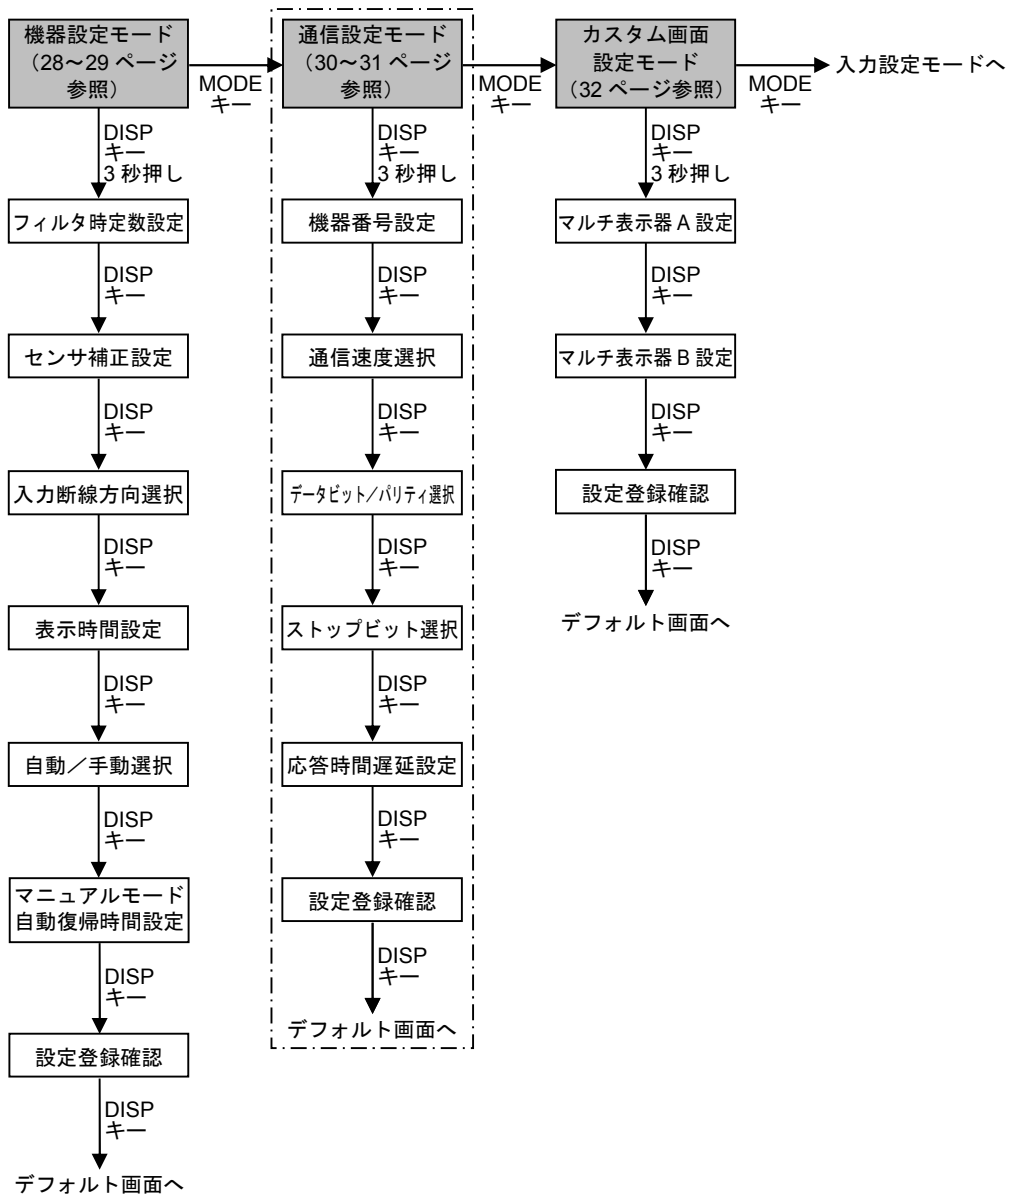 機器設定モード
（28～29 ページ
参照）
MODE
キー
DISP
キー
3 秒押し
フィルタ時定数設定
DISP
キー
センサ補正設定
DISP
キー
入力断線方向選択
DISP
キー
表示時間設定
DISP
キー
自動／手動選択
DISP
キー
マニュアルモード
自動復帰時間設定
DISP
キー
設定登録確認
DISP
キー
デフォルト画面へ
通信設定モード
（30～31 ページ
参照）
MODE
キー
DISP
キー
3 秒押し
機器番号設定
DISP
キー
通信速度選択
DISP
キー
データビット／パリティ選択
DISP
キー
ストップビット選択
DISP
キー
応答時間遅延設定
DISP
キー
設定登録確認
DISP
キー
デフォルト画面へ
カスタム画面
設定モード
（32 ページ参照）
MODE
キー
入力設定モードへ
DISP
キー
3 秒押し
マルチ表示器 A 設定
DISP
キー
マルチ表示器 B 設定
DISP
キー
設定登録確認
DISP
キー
デフォルト画面へ